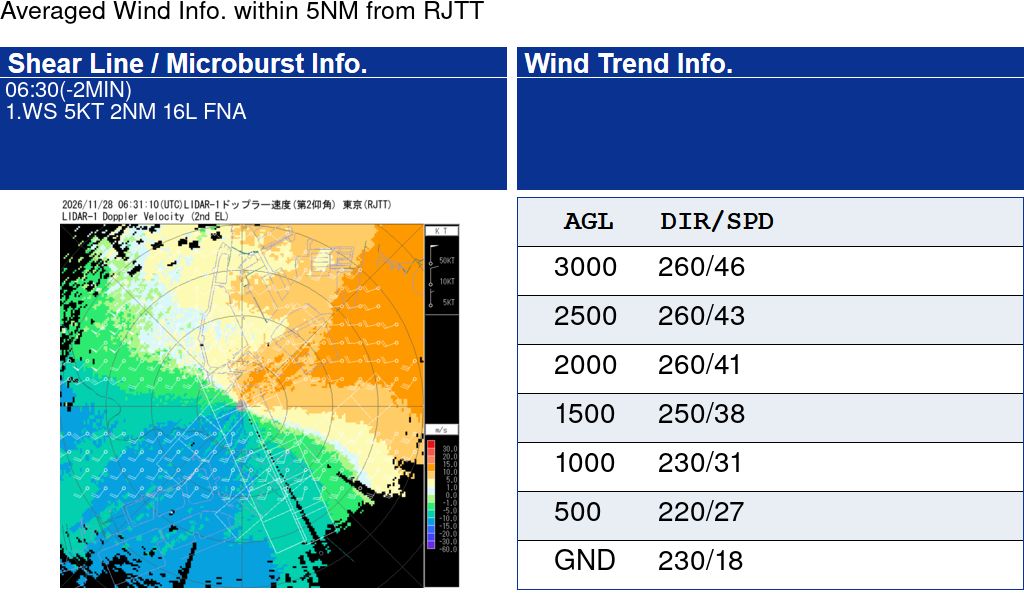 Averaged Wind Info. within 5NM from RJTT
Shear Line / Microburst Info.
06:30(-2MIN)
1.WS 5KT 2NM 16L FNA
Wind Trend Info.
2026/11/28 06:31:10(UTC)LIDAR-1ドップラー速度(第2仰角) 東京(RJTT)
LIDAR-1 Doppler Velocity (2nd EL)
K T
50KT
10KT
5KT
m/s
30.0
20.0
15.0
10.0
5.0
1.0
0.0
-1.0
-5.0
-10.0
-15.0
-20.0
-30.0
-60.0
AGL DIR/SPD
3000 260/46
2500 260/43
2000 260/41
1500 250/38
1000 230/31
500 220/27
GND 230/18